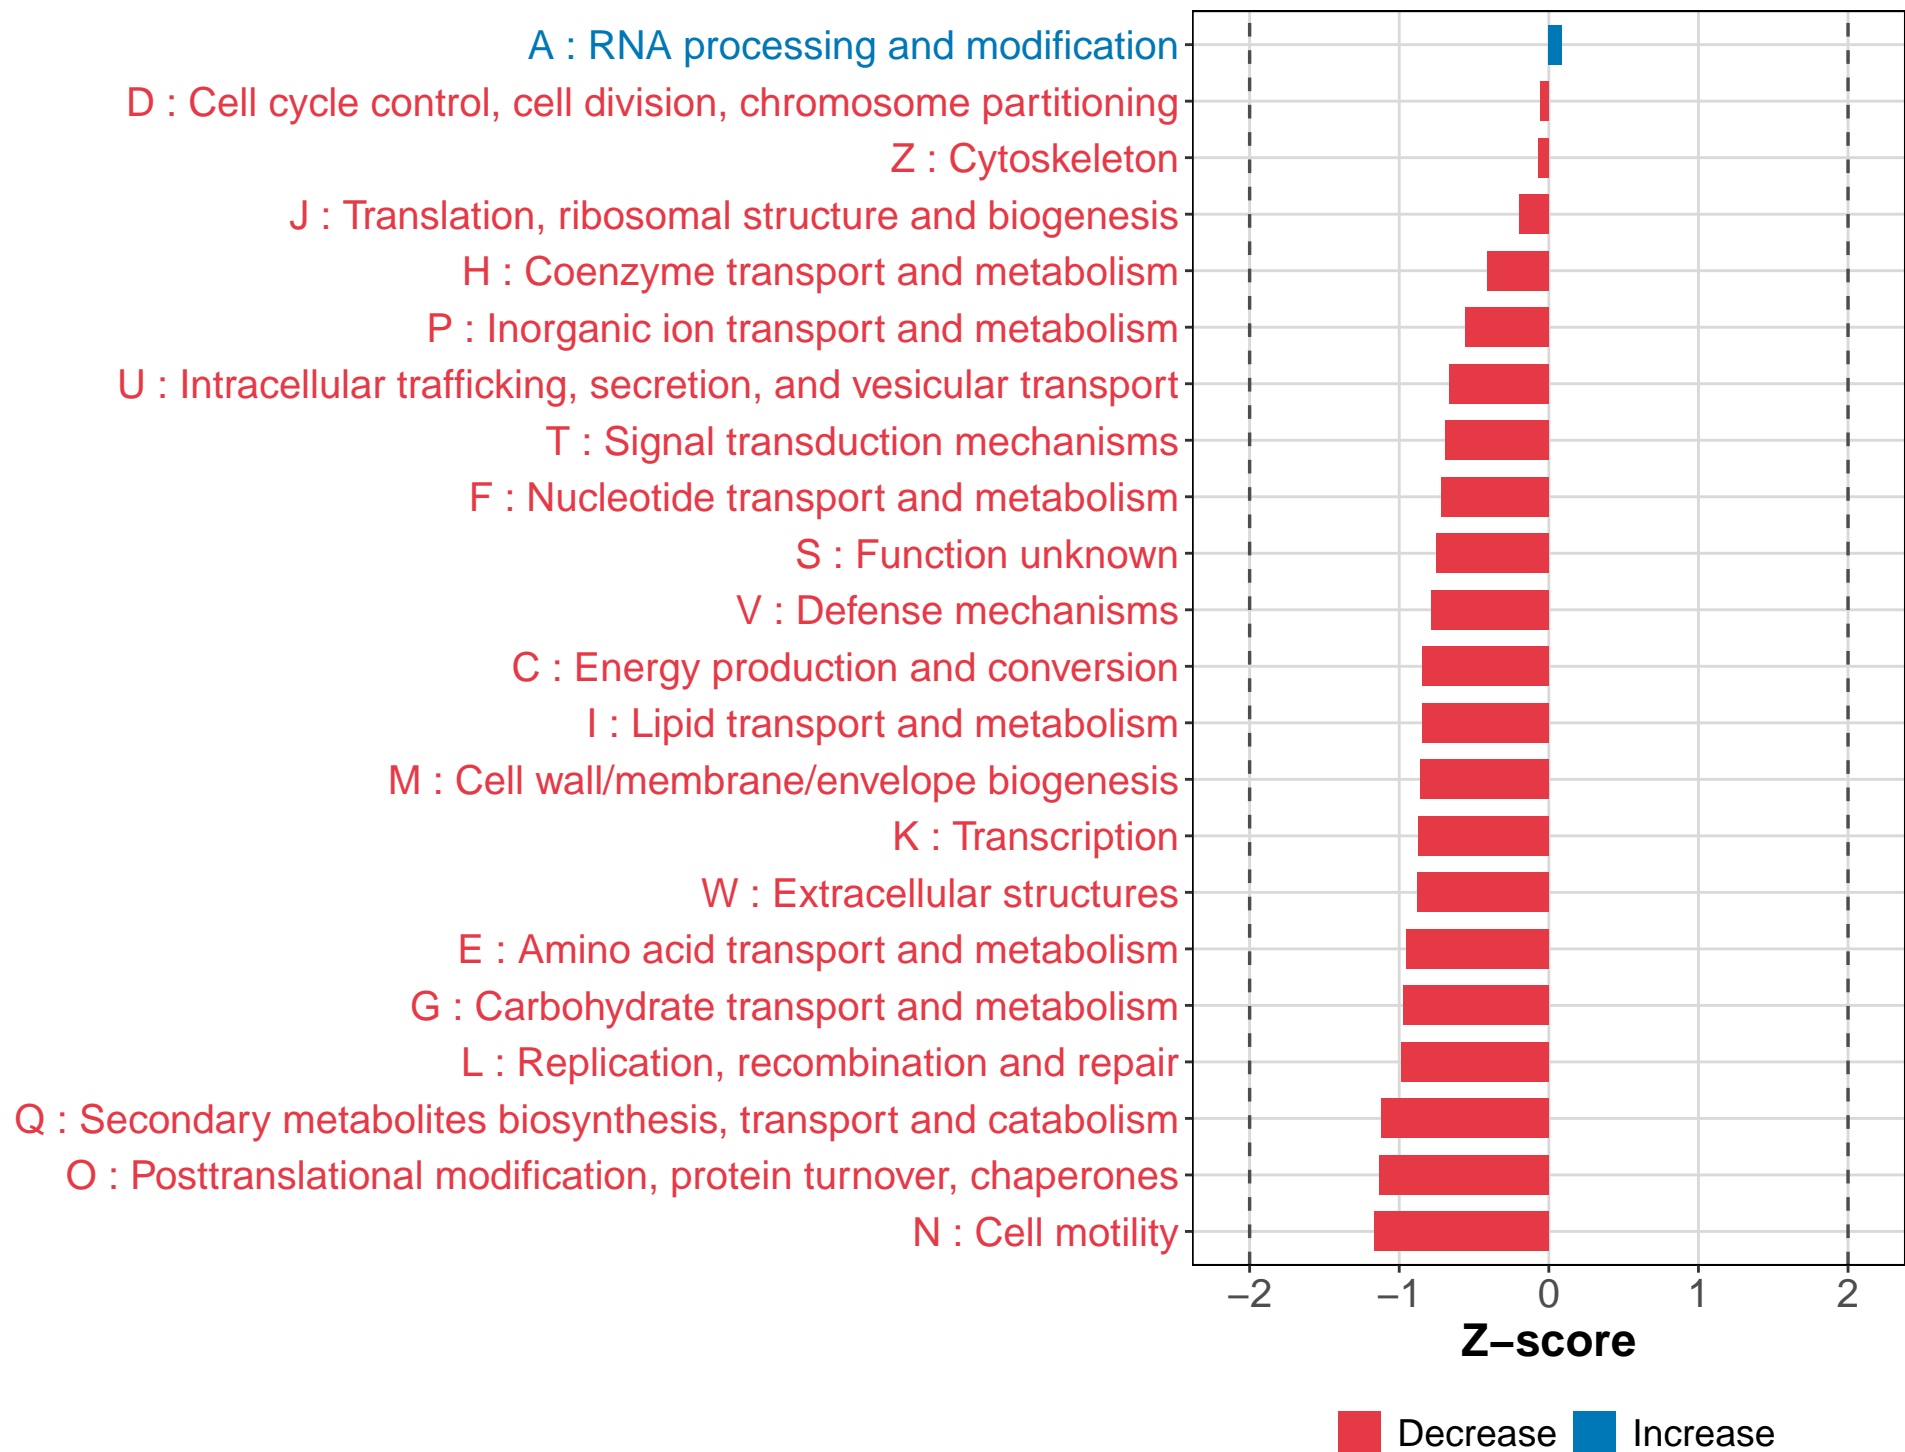 A : RNA processing and modification
D : Cell cycle control, cell division, chromosome partitioning
Z : Cytoskeleton
J : Translation, ribosomal structure and biogenesis
H : Coenzyme transport and metabolism
P : Inorganic ion transport and metabolism
U : Intracellular trafficking, secretion, and vesicular transport
T : Signal transduction mechanisms
F : Nucleotide transport and metabolism
S : Function unknown
V : Defense mechanisms
C : Energy production and conversion
I : Lipid transport and metabolism
M : Cell wall/membrane/envelope biogenesis
K : Transcription
W : Extracellular structures
E : Amino acid transport and metabolism
G : Carbohydrate transport and metabolism
L : Replication, recombination and repair
Q : Secondary metabolites biosynthesis, transport and catabolism
O : Posttranslational modification, protein turnover, chaperones
N : Cell motility
−2 −1 0 1 2
Z−score
Decrease Increase